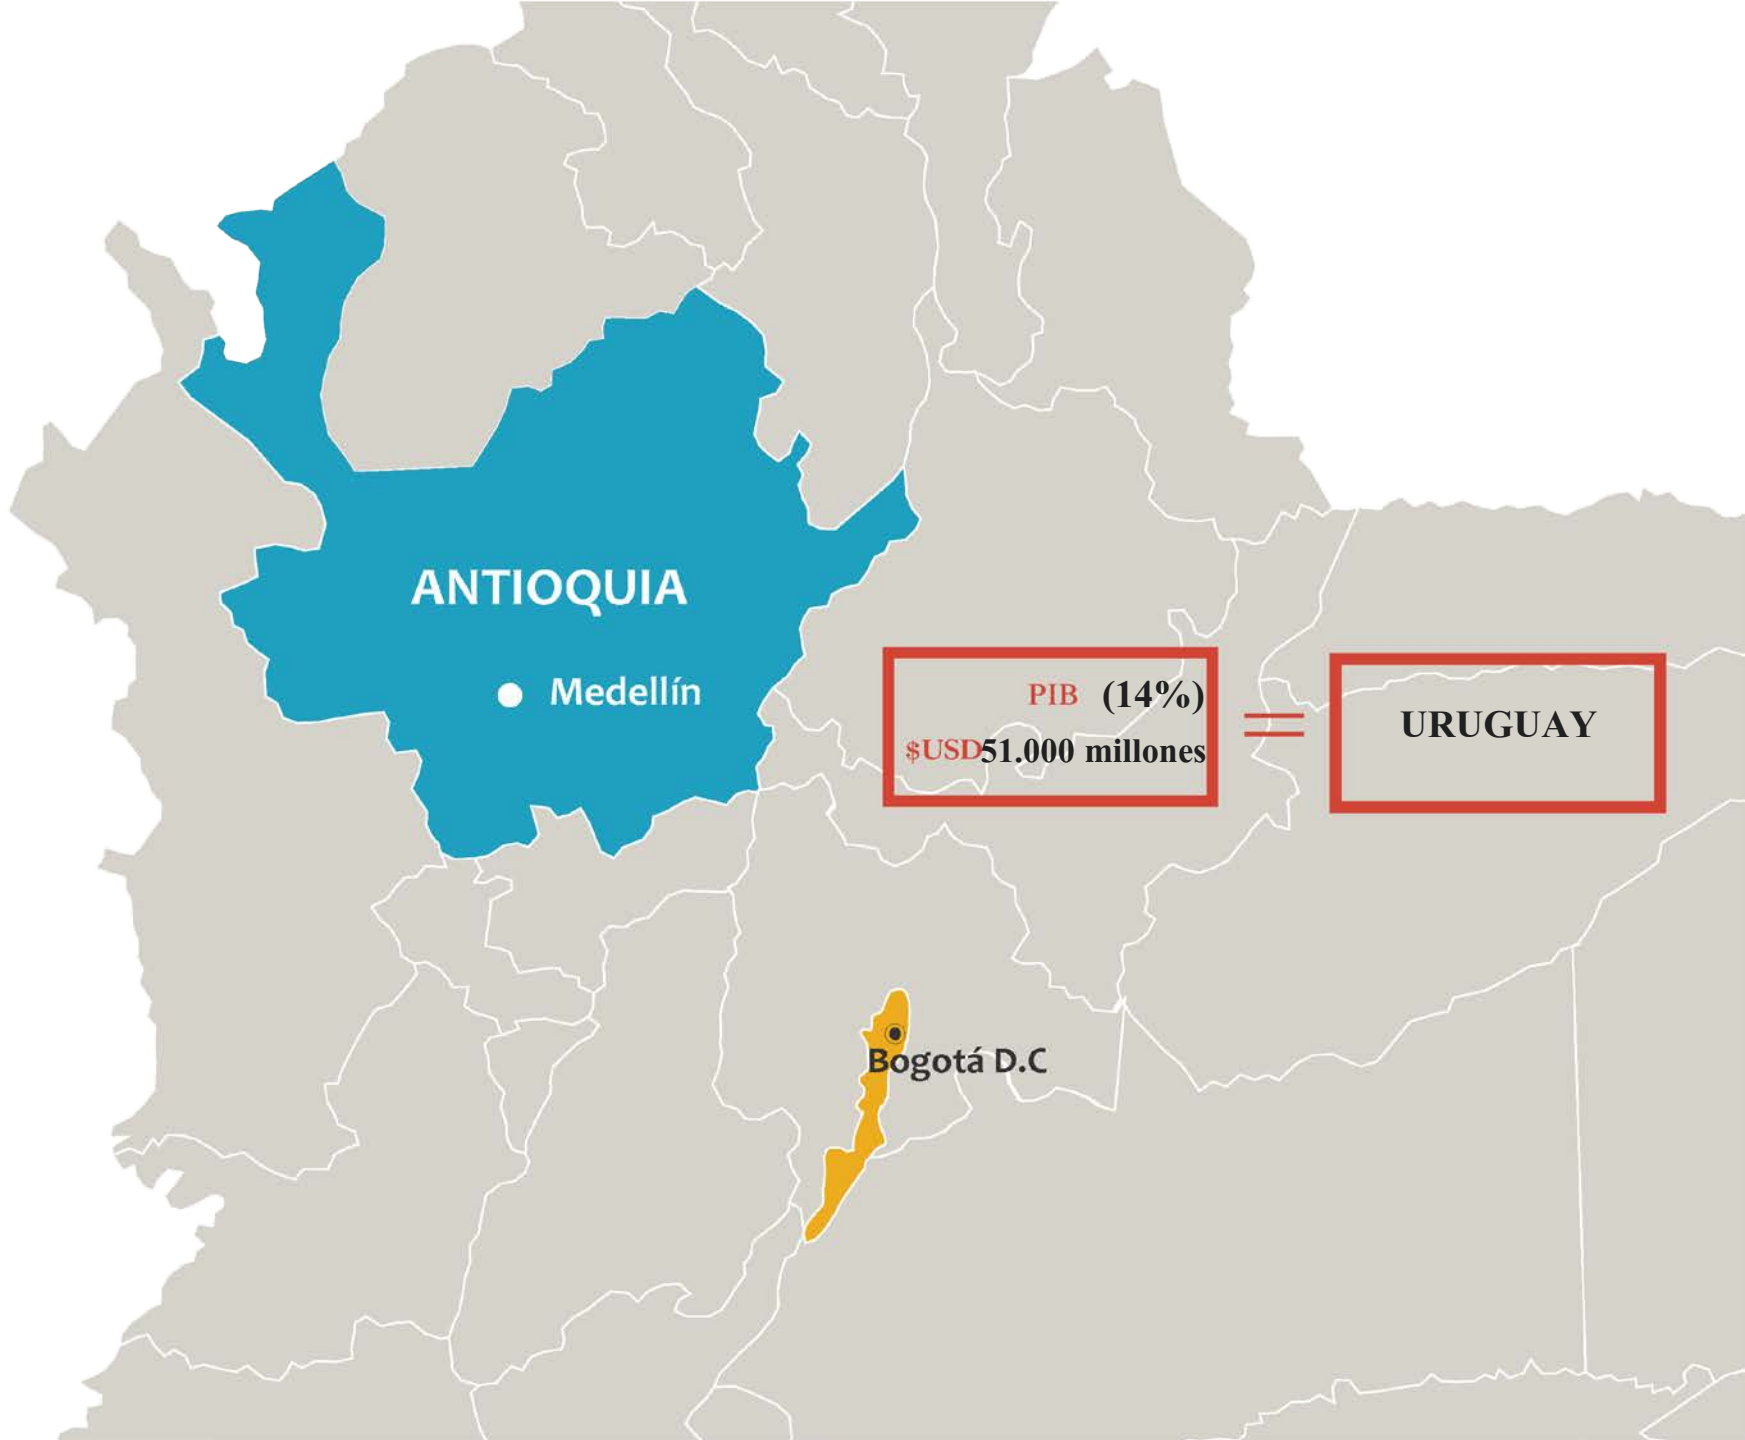 ANTIOQUIA
Medellín
PIB (14%)
$USD51.000 millones
=
URUGUAY
Bogotá D.C